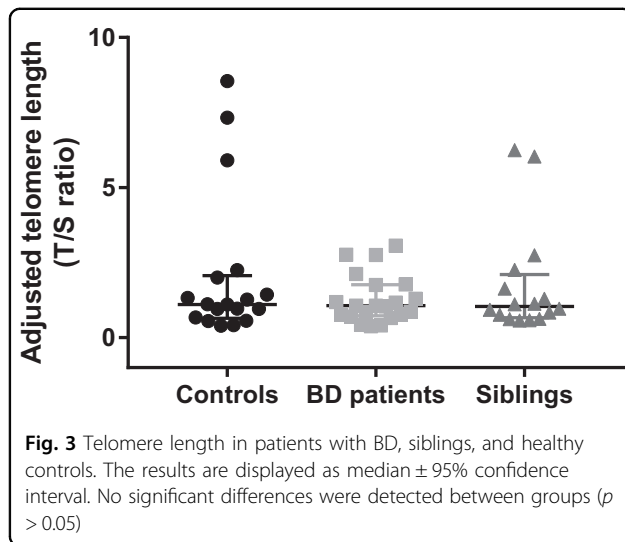 10
5
0
Adjusted telomere length
(T/S ratio)
Controls
BD patients
Siblings
Fig. 3 Telomere length in patients with BD, siblings, and healthy
controls. The results are displayed as median ± 95% confidence
interval. No significant differences were detected between groups (p
> 0.05)